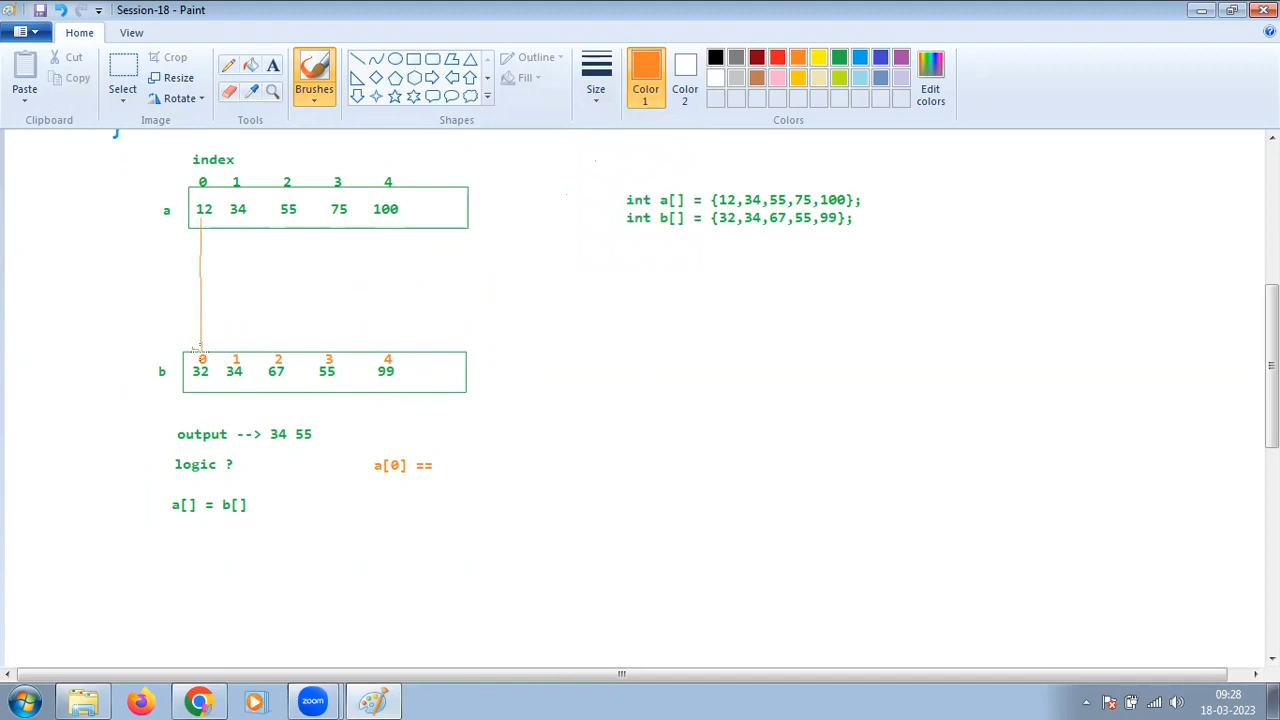 Session-18 - Paint
Home View
Paste
Cut
Copy
Clipboard
Select
Crop
Resize
Rotate
Image
Tools
Brushes
Outline
Fill
Shapes
Size
Color 1
Color 2
Edit colors
Colors
}
index
0 1 2 3 4
a 12 34 55 75 100
int a[] = {12,34,55,75,100};
int b[] = {32,34,67,55,99};
0 1 2 3 4
b 32 34 67 55 99
output --> 34 55
logic ? a[0] ==
a[] = b[]
zoom
09:28
18-03-2023